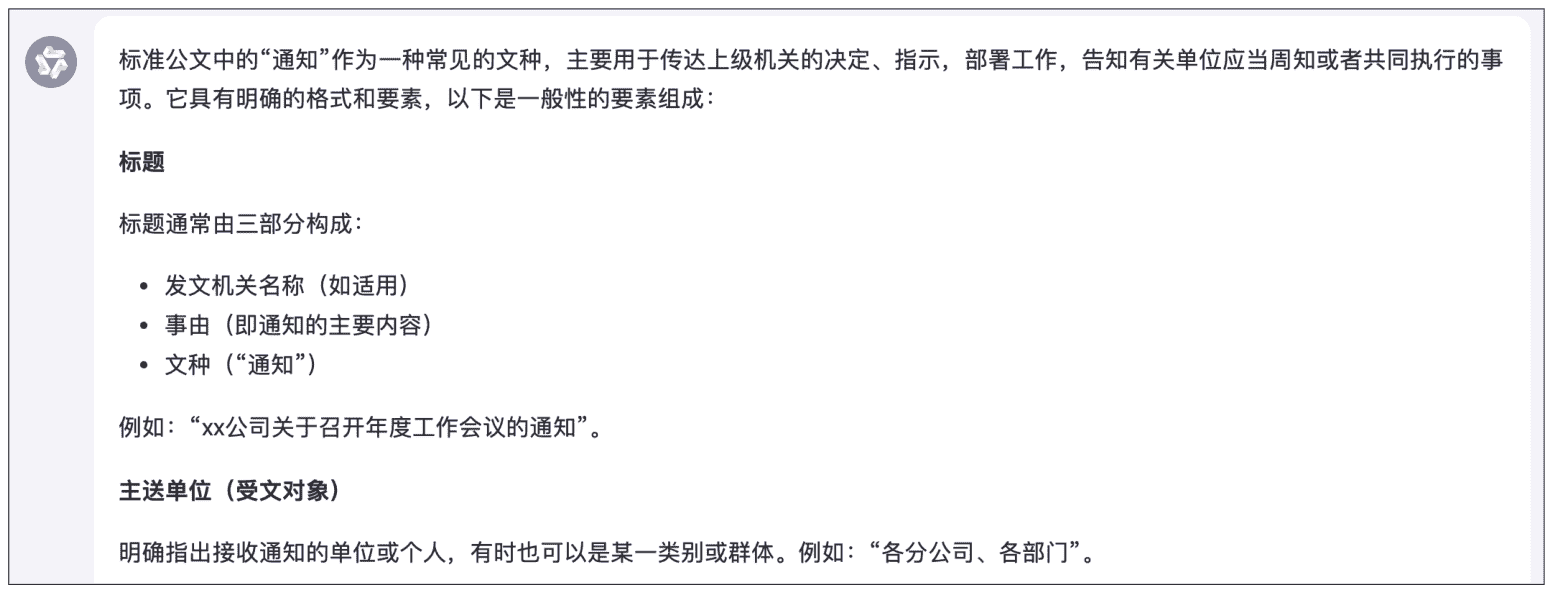 标准公文中的“通知”作为一种常见的文种，主要用于传达上级机关的决定、指示，部署工作，告知有关单位应当周知或者共同执行的事
项。它具有明确的格式和要素，以下是一般性的要素组成：
标题
标题通常由三部分构成：
• 发文机关名称（如适用）
• 事由（即通知的主要内容）
• 文种（“通知”）
例如：“xx公司关于召开年度工作会议的通知”。
主送单位（受文对象）
明确指出接收通知的单位或个人，有时也可以是某一类别或群体。例如：“各分公司、各部门”。